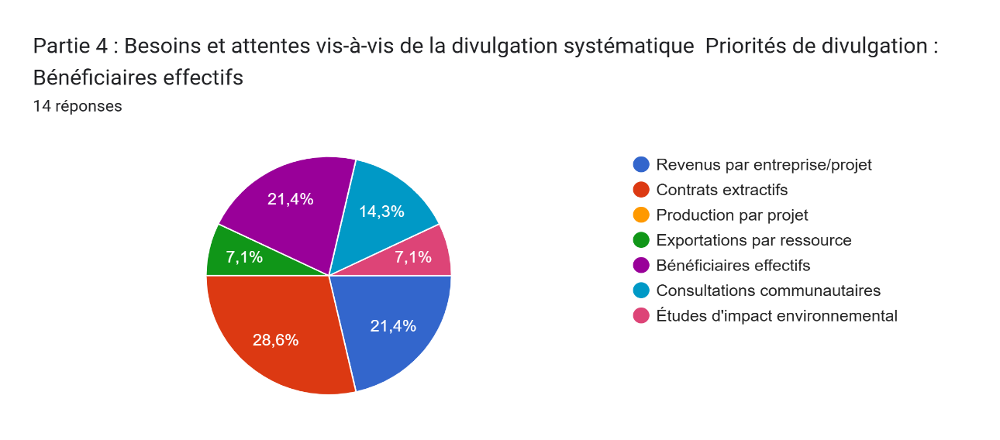 Partie 4 : Besoins et attentes vis-à-vis de la divulgation systématique  Priorités de divulgation :
Bénéficiaires effectifs
14 réponses
21,4%
14,3%
7,1%
7,1%
28,6%
21,4%
Revenus par entreprise/projet
Contrats extractifs
Production par projet
Exportations par ressource
Bénéficiaires effectifs
Consultations communautaires
Études d'impact environnemental